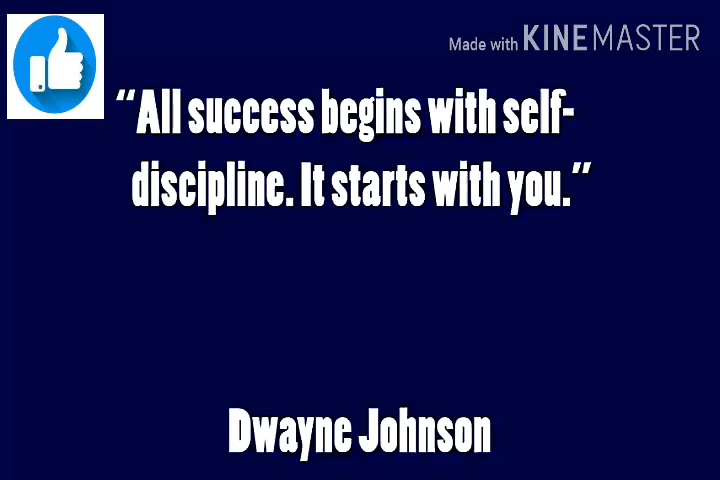 Made with KINEMASTER
“All success begins with self-
discipline. It starts with you.”
Dwayne Johnson